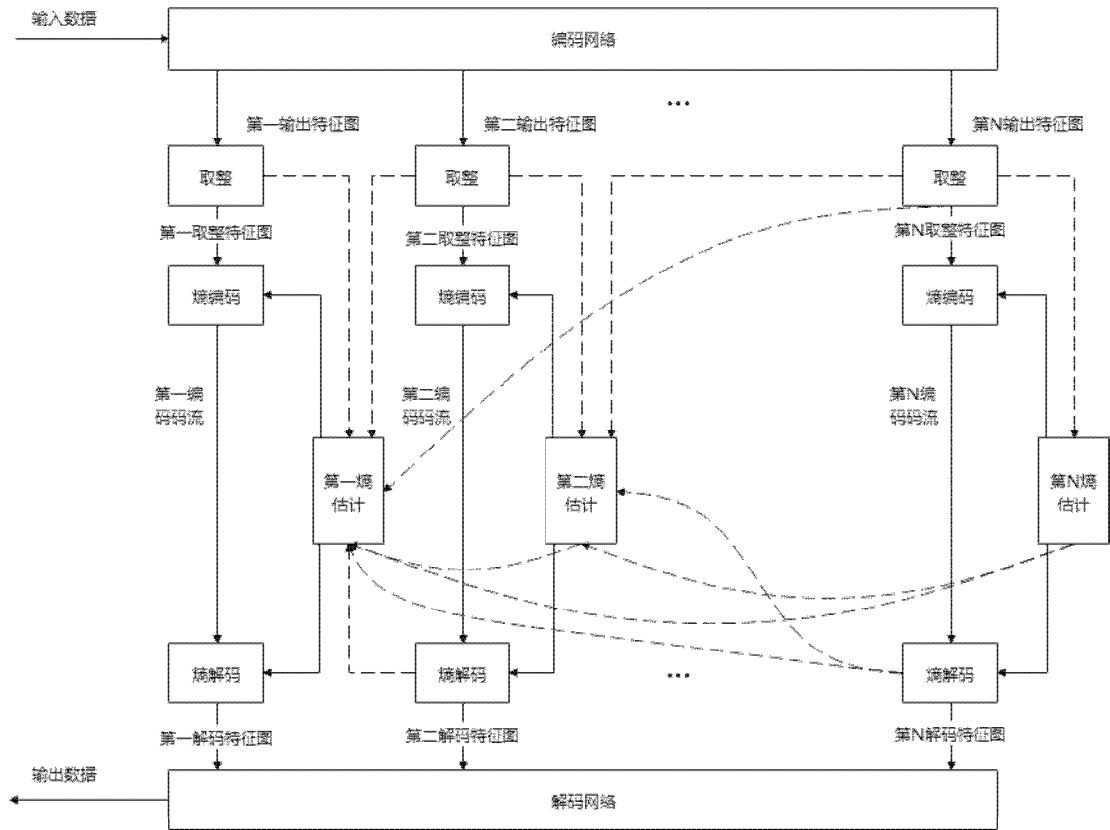 输入数据
编码网络
...
第一输出特征图
第二输出特征图
第N输出特征图
取整
取整
取整
第一取整特征图
第二取整特征图
第N取整特征图
熵编码
熵编码
熵编码
第一编
码码流
第二编
码码流
第N编
码码流
第一熵
估计
第二熵
估计
第N熵
估计
熵解码
熵解码
...
熵解码
第一解码特征图
第二解码特征图
第N解码特征图
输出数据
解码网络